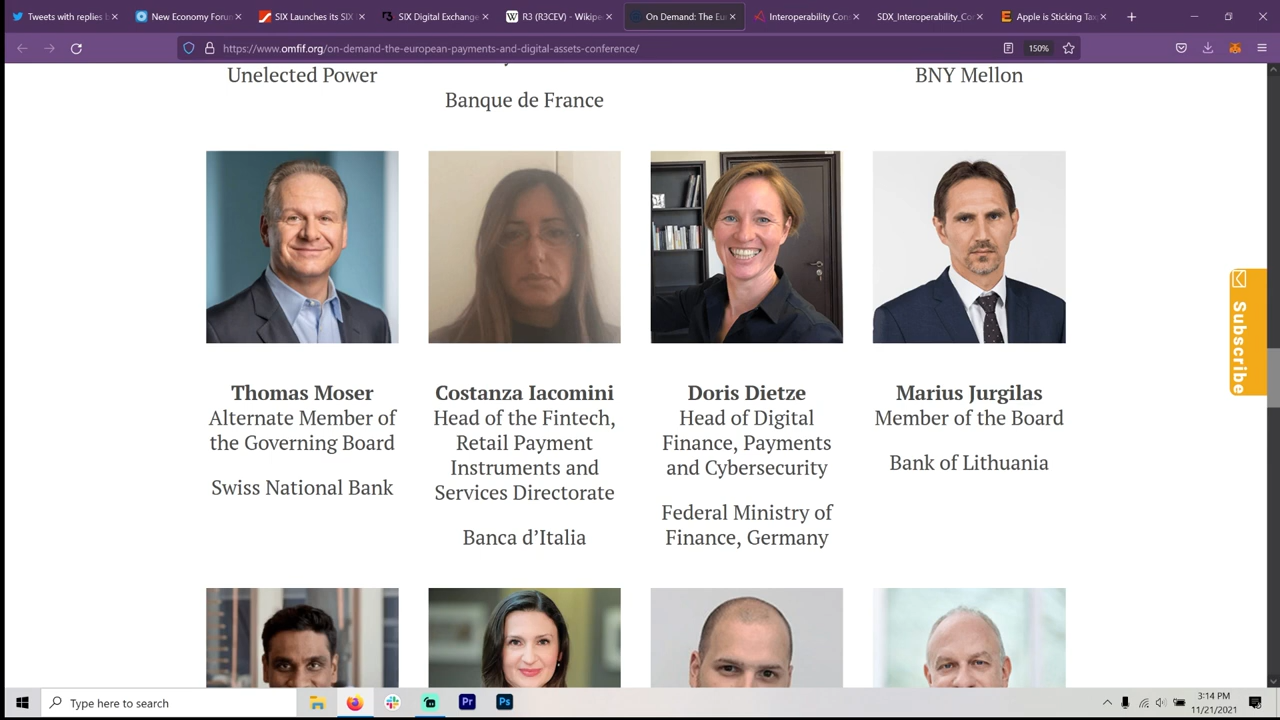 Tweets with replies b
New Economy Forum
SIX Launches its SIX
SIX Digital Exchange
R3 (R3CEV) - Wikipe
On Demand: The Eu
Interoperability Cons
SDX_Interoperability_Co
Apple is Sticking Tax
https://www.omfif.org/on-demand-the-european-payments-and-digital-assets-conference/
150%
Unelected Power
Banque de France
BNY Mellon
Thomas Moser
Alternate Member of
the Governing Board
Swiss National Bank
Costanza Iacomini
Head of the Fintech,
Retail Payment
Instruments and
Services Directorate
Banca d’Italia
Doris Dietze
Head of Digital
Finance, Payments
and Cybersecurity
Federal Ministry of
Finance, Germany
Marius Jurgilas
Member of the Board
Bank of Lithuania
Subscribe
Type here to search
Pr
Ps
3:14 PM
11/21/2021